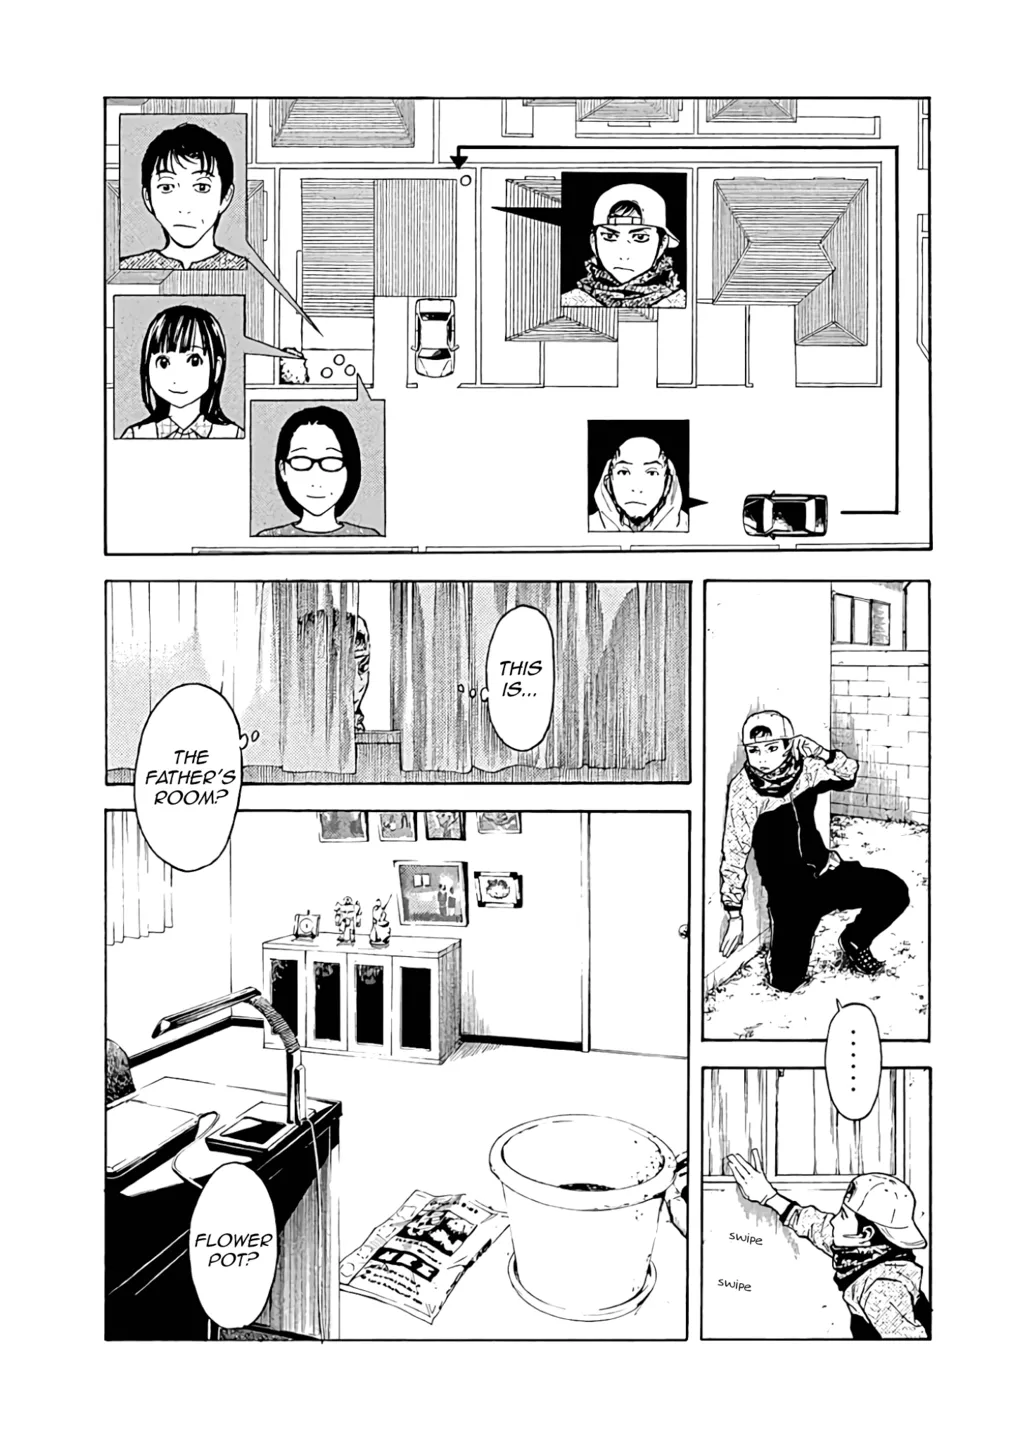 .......
swipe
swipe
THIS
IS...
THE
FATHER'S
ROOM?
FLOWER
POT?